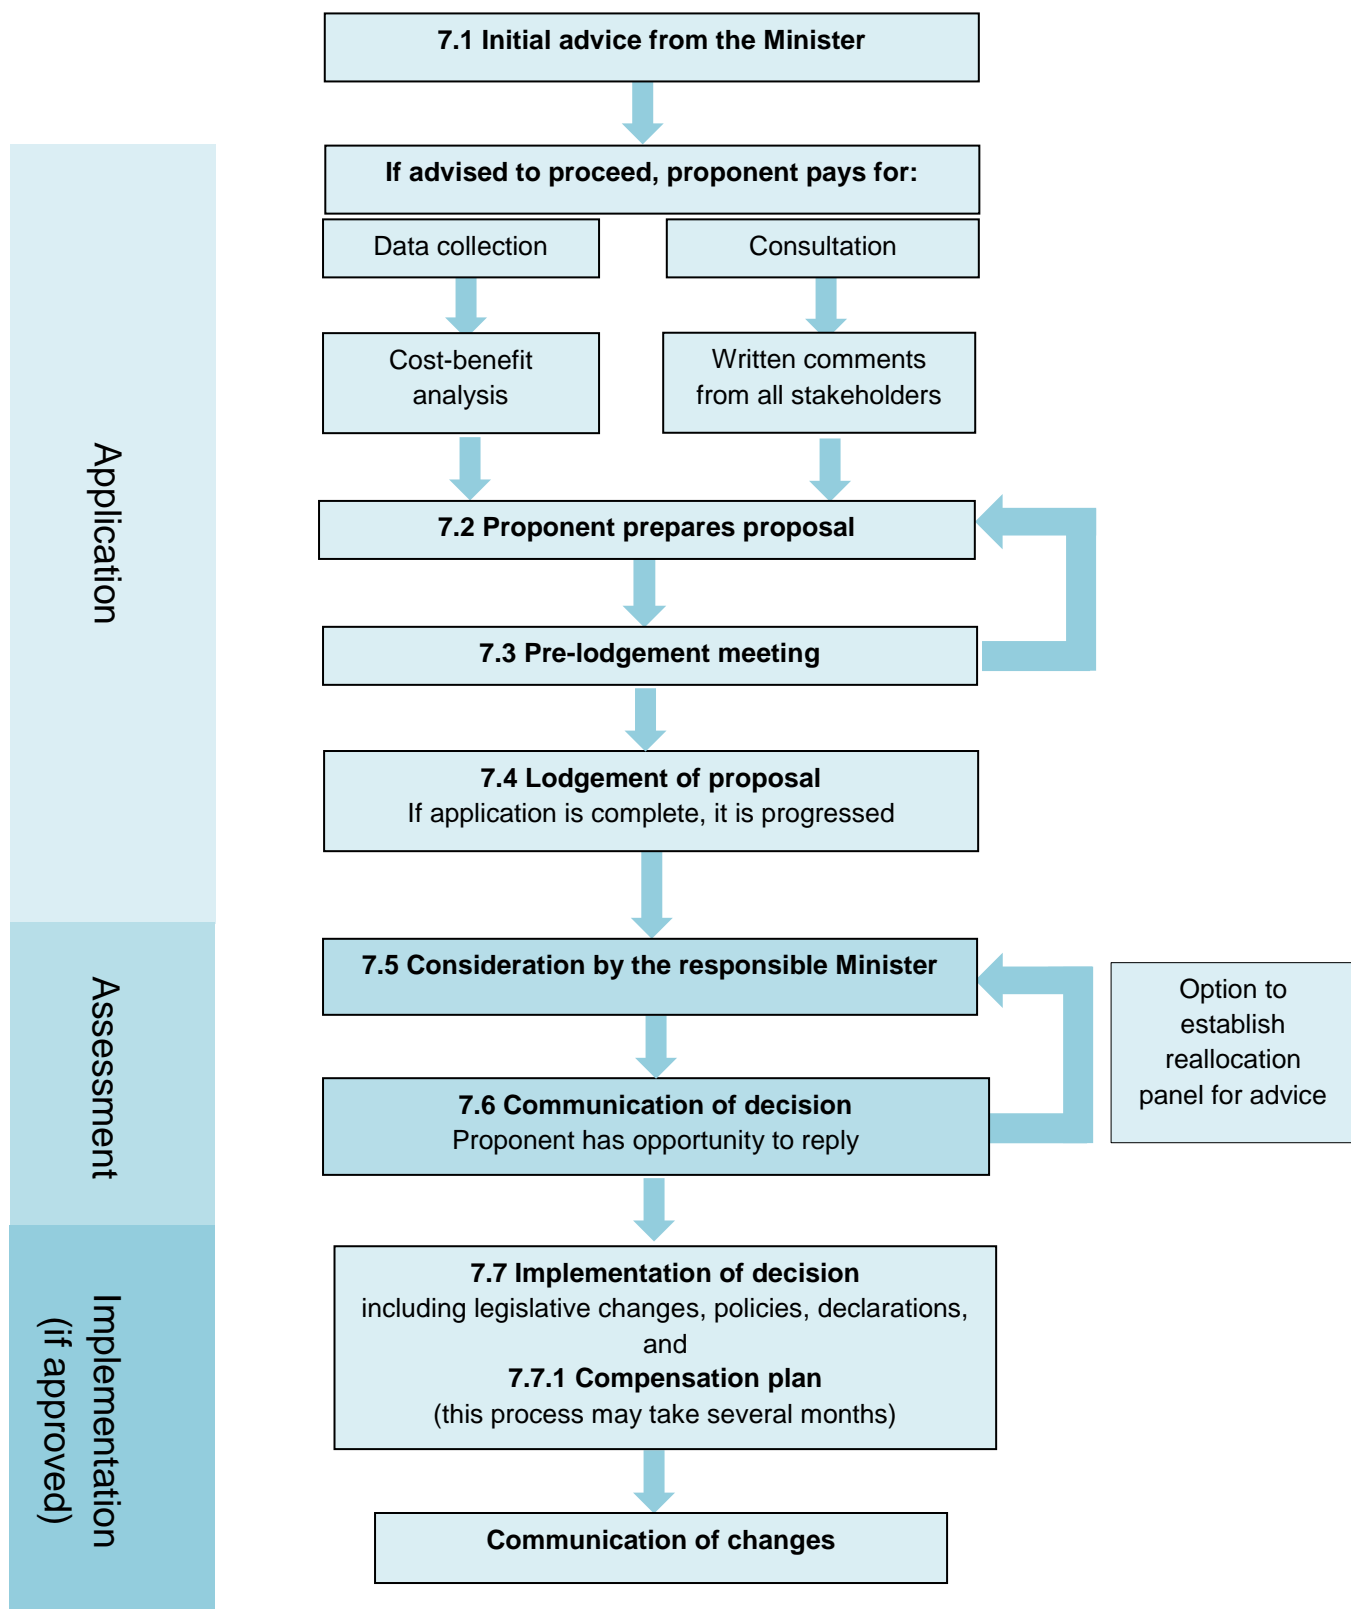 7.1 Initial advice from the Minister
If advised to proceed, proponent pays for:
Data collection
Consultation
Cost-benefit
analysis
Written comments
from all stakeholders
7.2 Proponent prepares proposal
7.3 Pre-lodgement meeting
7.4 Lodgement of proposal
If application is complete, it is progressed
Application
7.5 Consideration by the responsible Minister
7.6 Communication of decision
Proponent has opportunity to reply
Option to
establish
reallocation
panel for advice
Assessment
7.7 Implementation of decision
including legislative changes, policies, declarations,
and
7.7.1 Compensation plan
(this process may take several months)
Communication of changes
Implementation
(if approved)